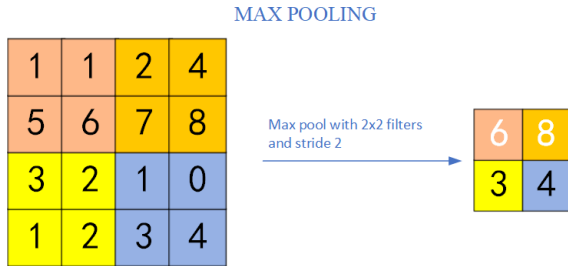 MAX POOLING
1 1 2 4
5 6 7 8
3 2 1 0
1 2 3 4
Max pool with 2x2 filters
and stride 2
6 8
3 4